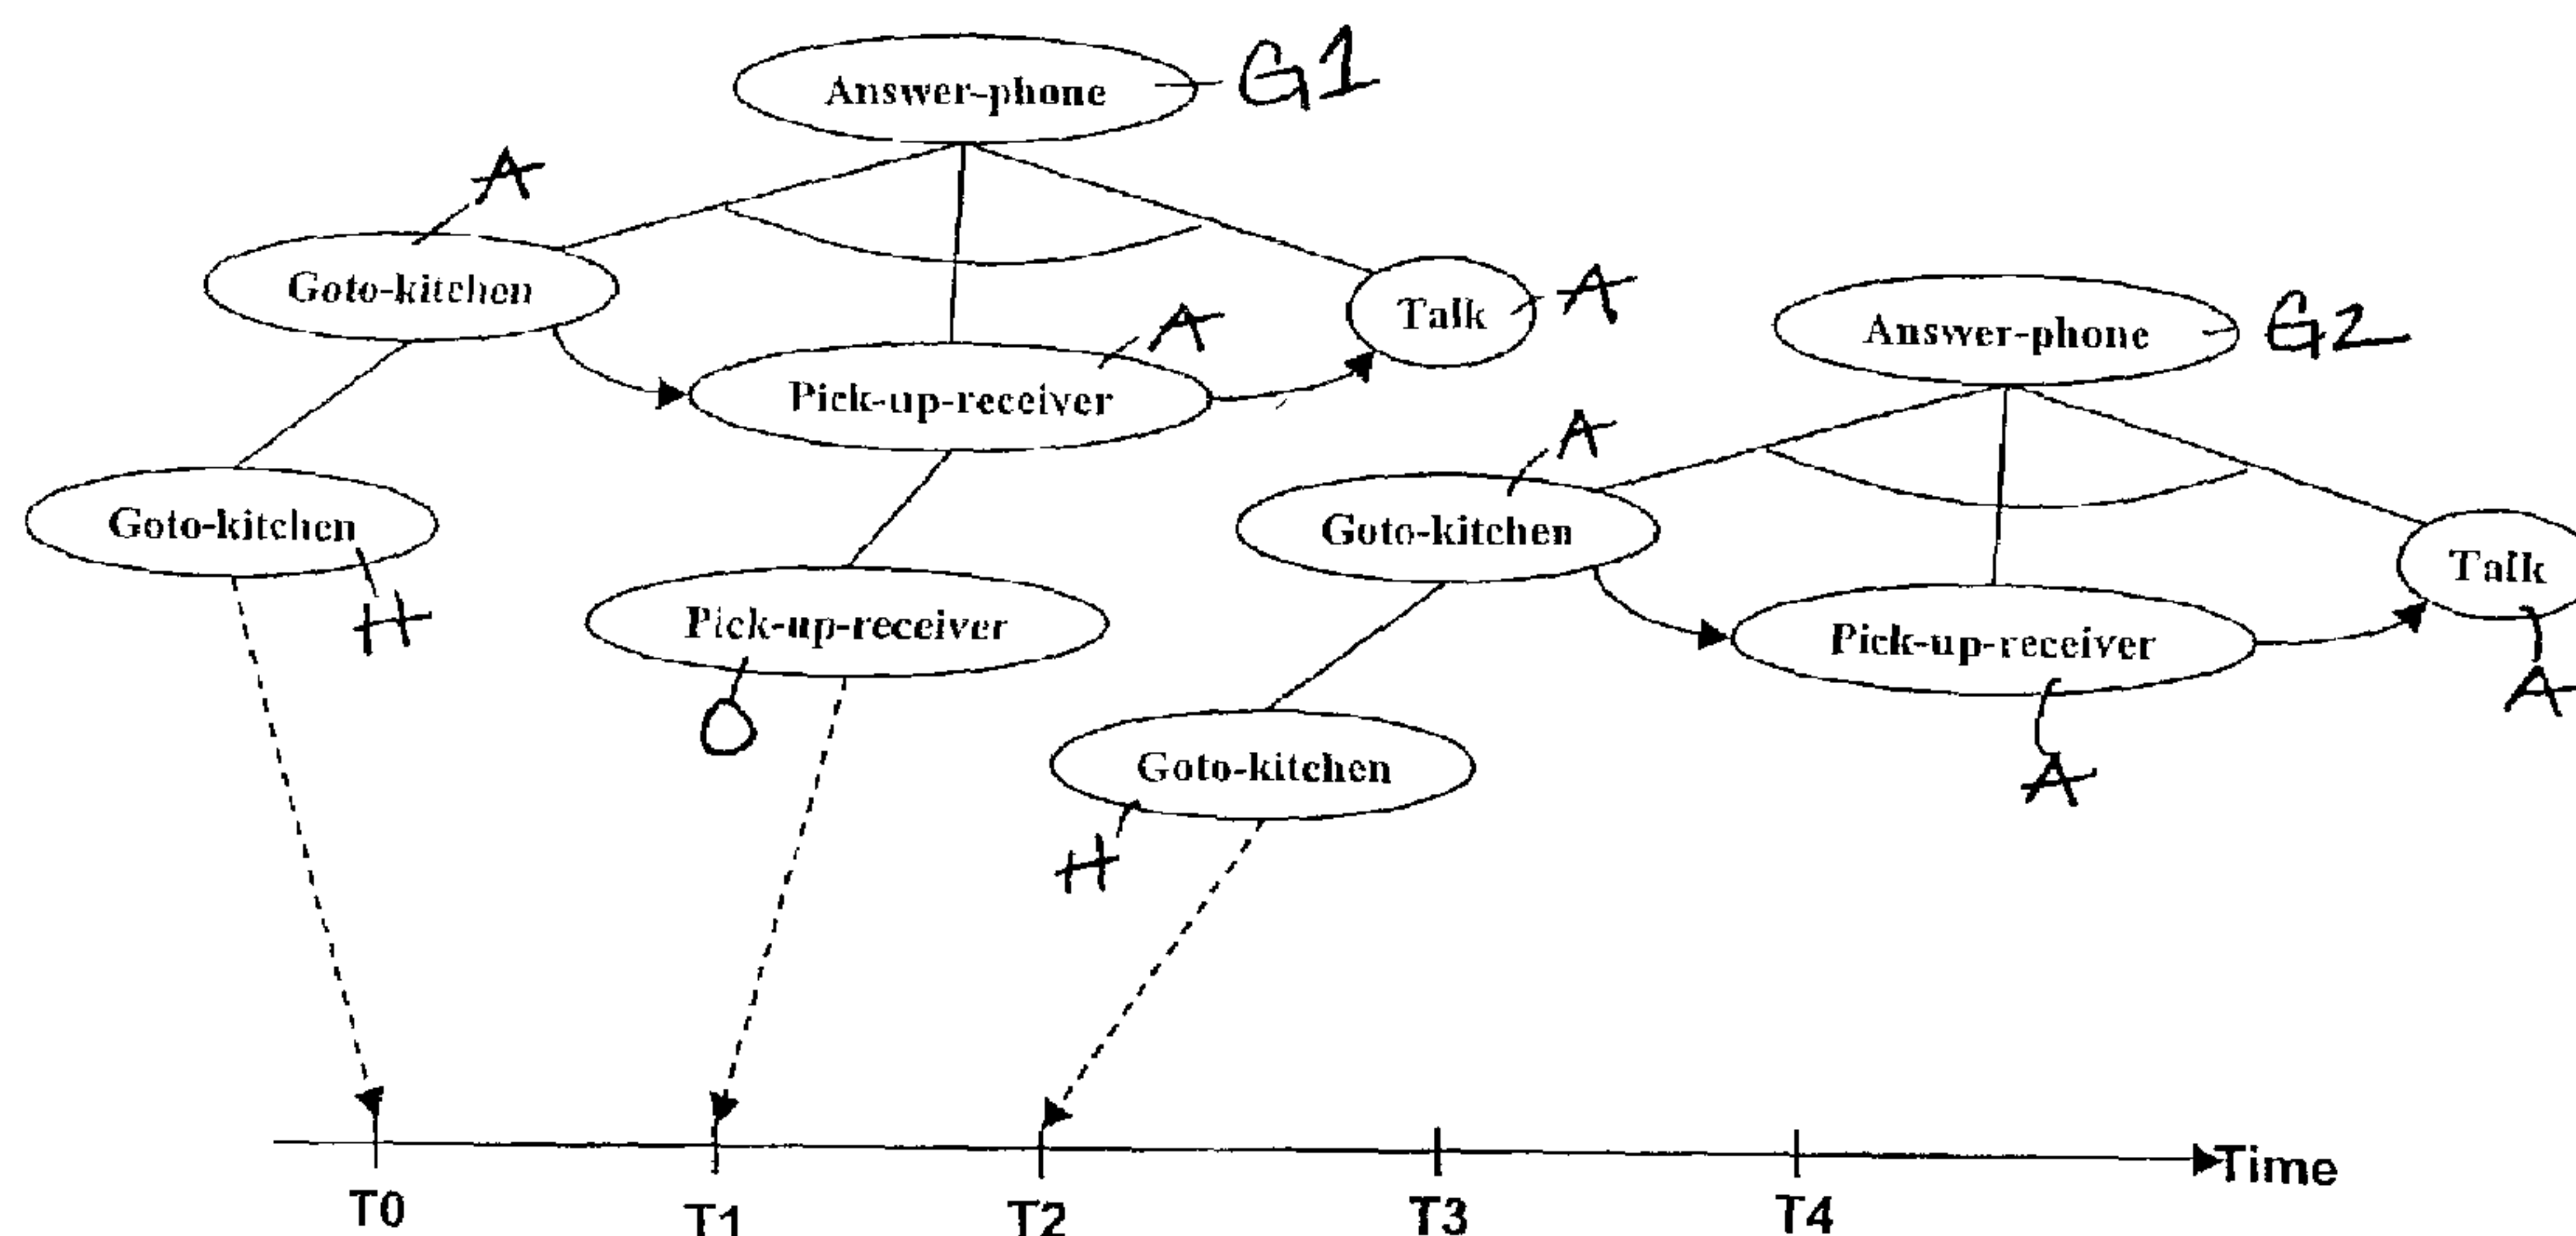 Answer-phone G1
A
Goto-kitchen
Talk A
A
Pick-up-receiver
Answer-phone G2
A
Goto-kitchen
H
Goto-kitchen
Talk
A
Pick-up-receiver
A
Pick-up-receiver
O
Goto-kitchen
H
Time
T0 T1 T2 T3 T4